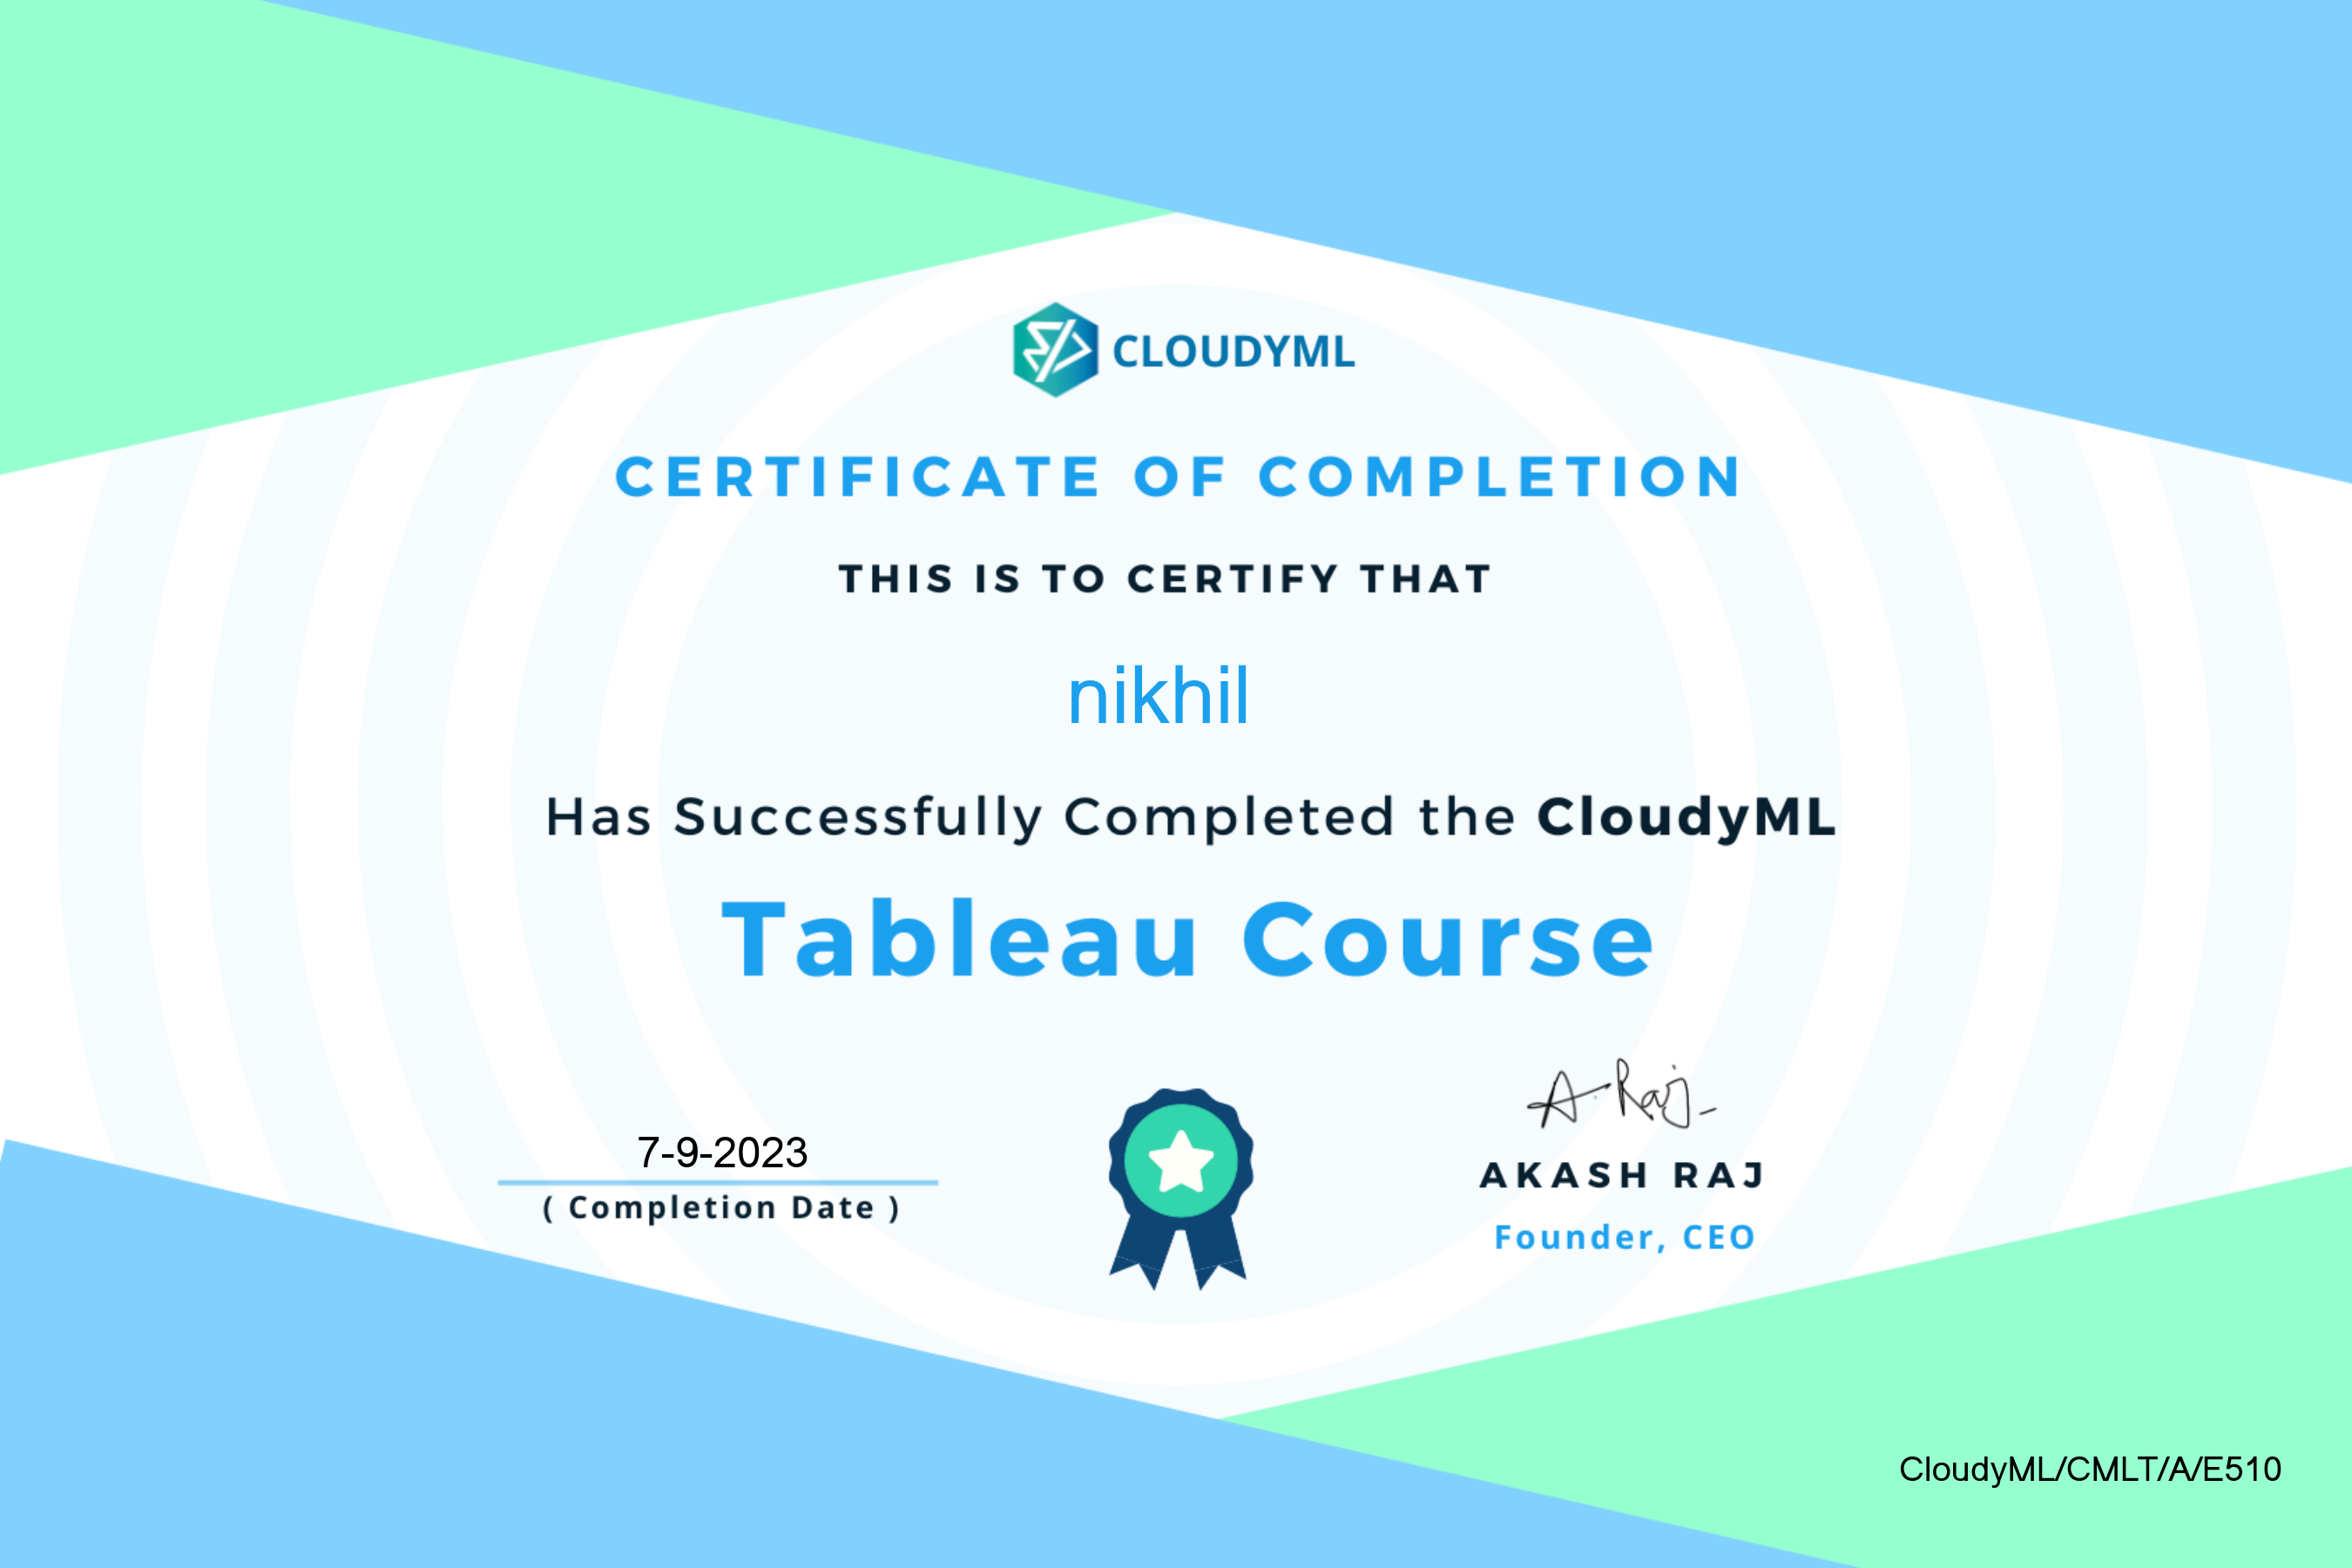 CLOUDYML
CERTIFICATE OF COMPLETION
THIS IS TO CERTIFY THAT
nikhil
Has Successfully Completed the CloudyML
Tableau Course
A. Raj
7-9-2023
( Completion Date )
AKASH RAJ
Founder, CEO
CloudyML/CMLT/A/E510